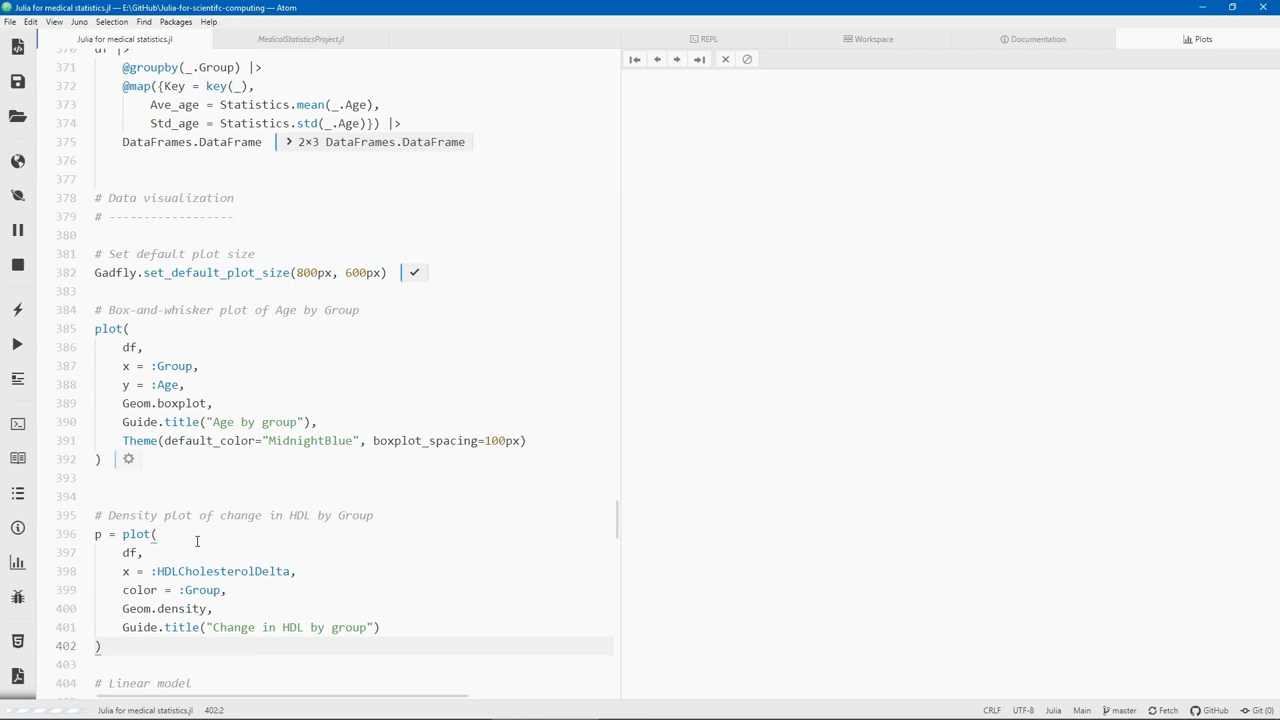 Julia for medical statistics.jl — E:\GitHub\Julia-for-scientifc-computing — Atom
File Edit View Juno Selection Find Packages Help
Julia for medical statistics.jl MedicalStatisticsProject.jl REPL Workspace Documentation Plots
370 df |>
371 @groupby(_.Group) |>
372 @map({Key = key(_),
373 Ave_age = Statistics.mean(_.Age),
374 Std_age = Statistics.std(_.Age)}) |>
375 DataFrames.DataFrame > 2×3 DataFrames.DataFrame
376
377
378 # Data visualization
379 # ------------------
380
381 # Set default plot size
382 Gadfly.set_default_plot_size(800px, 600px) ✓
383
384 # Box-and-whisker plot of Age by Group
385 plot(
386 df,
387 x = :Group,
388 y = :Age,
389 Geom.boxplot,
390 Guide.title("Age by group"),
391 Theme(default_color="MidnightBlue", boxplot_spacing=100px)
392 )
393
394
395 # Density plot of change in HDL by Group
396 p = plot(
397 df,
398 x = :HDLCholesterolDelta,
399 color = :Group,
400 Geom.density,
401 Guide.title("Change in HDL by group")
402 )
403
404 # Linear model
Julia for medical statistics.jl 402:2 CRLF UTF-8 Julia Main master Fetch GitHub Git (0)